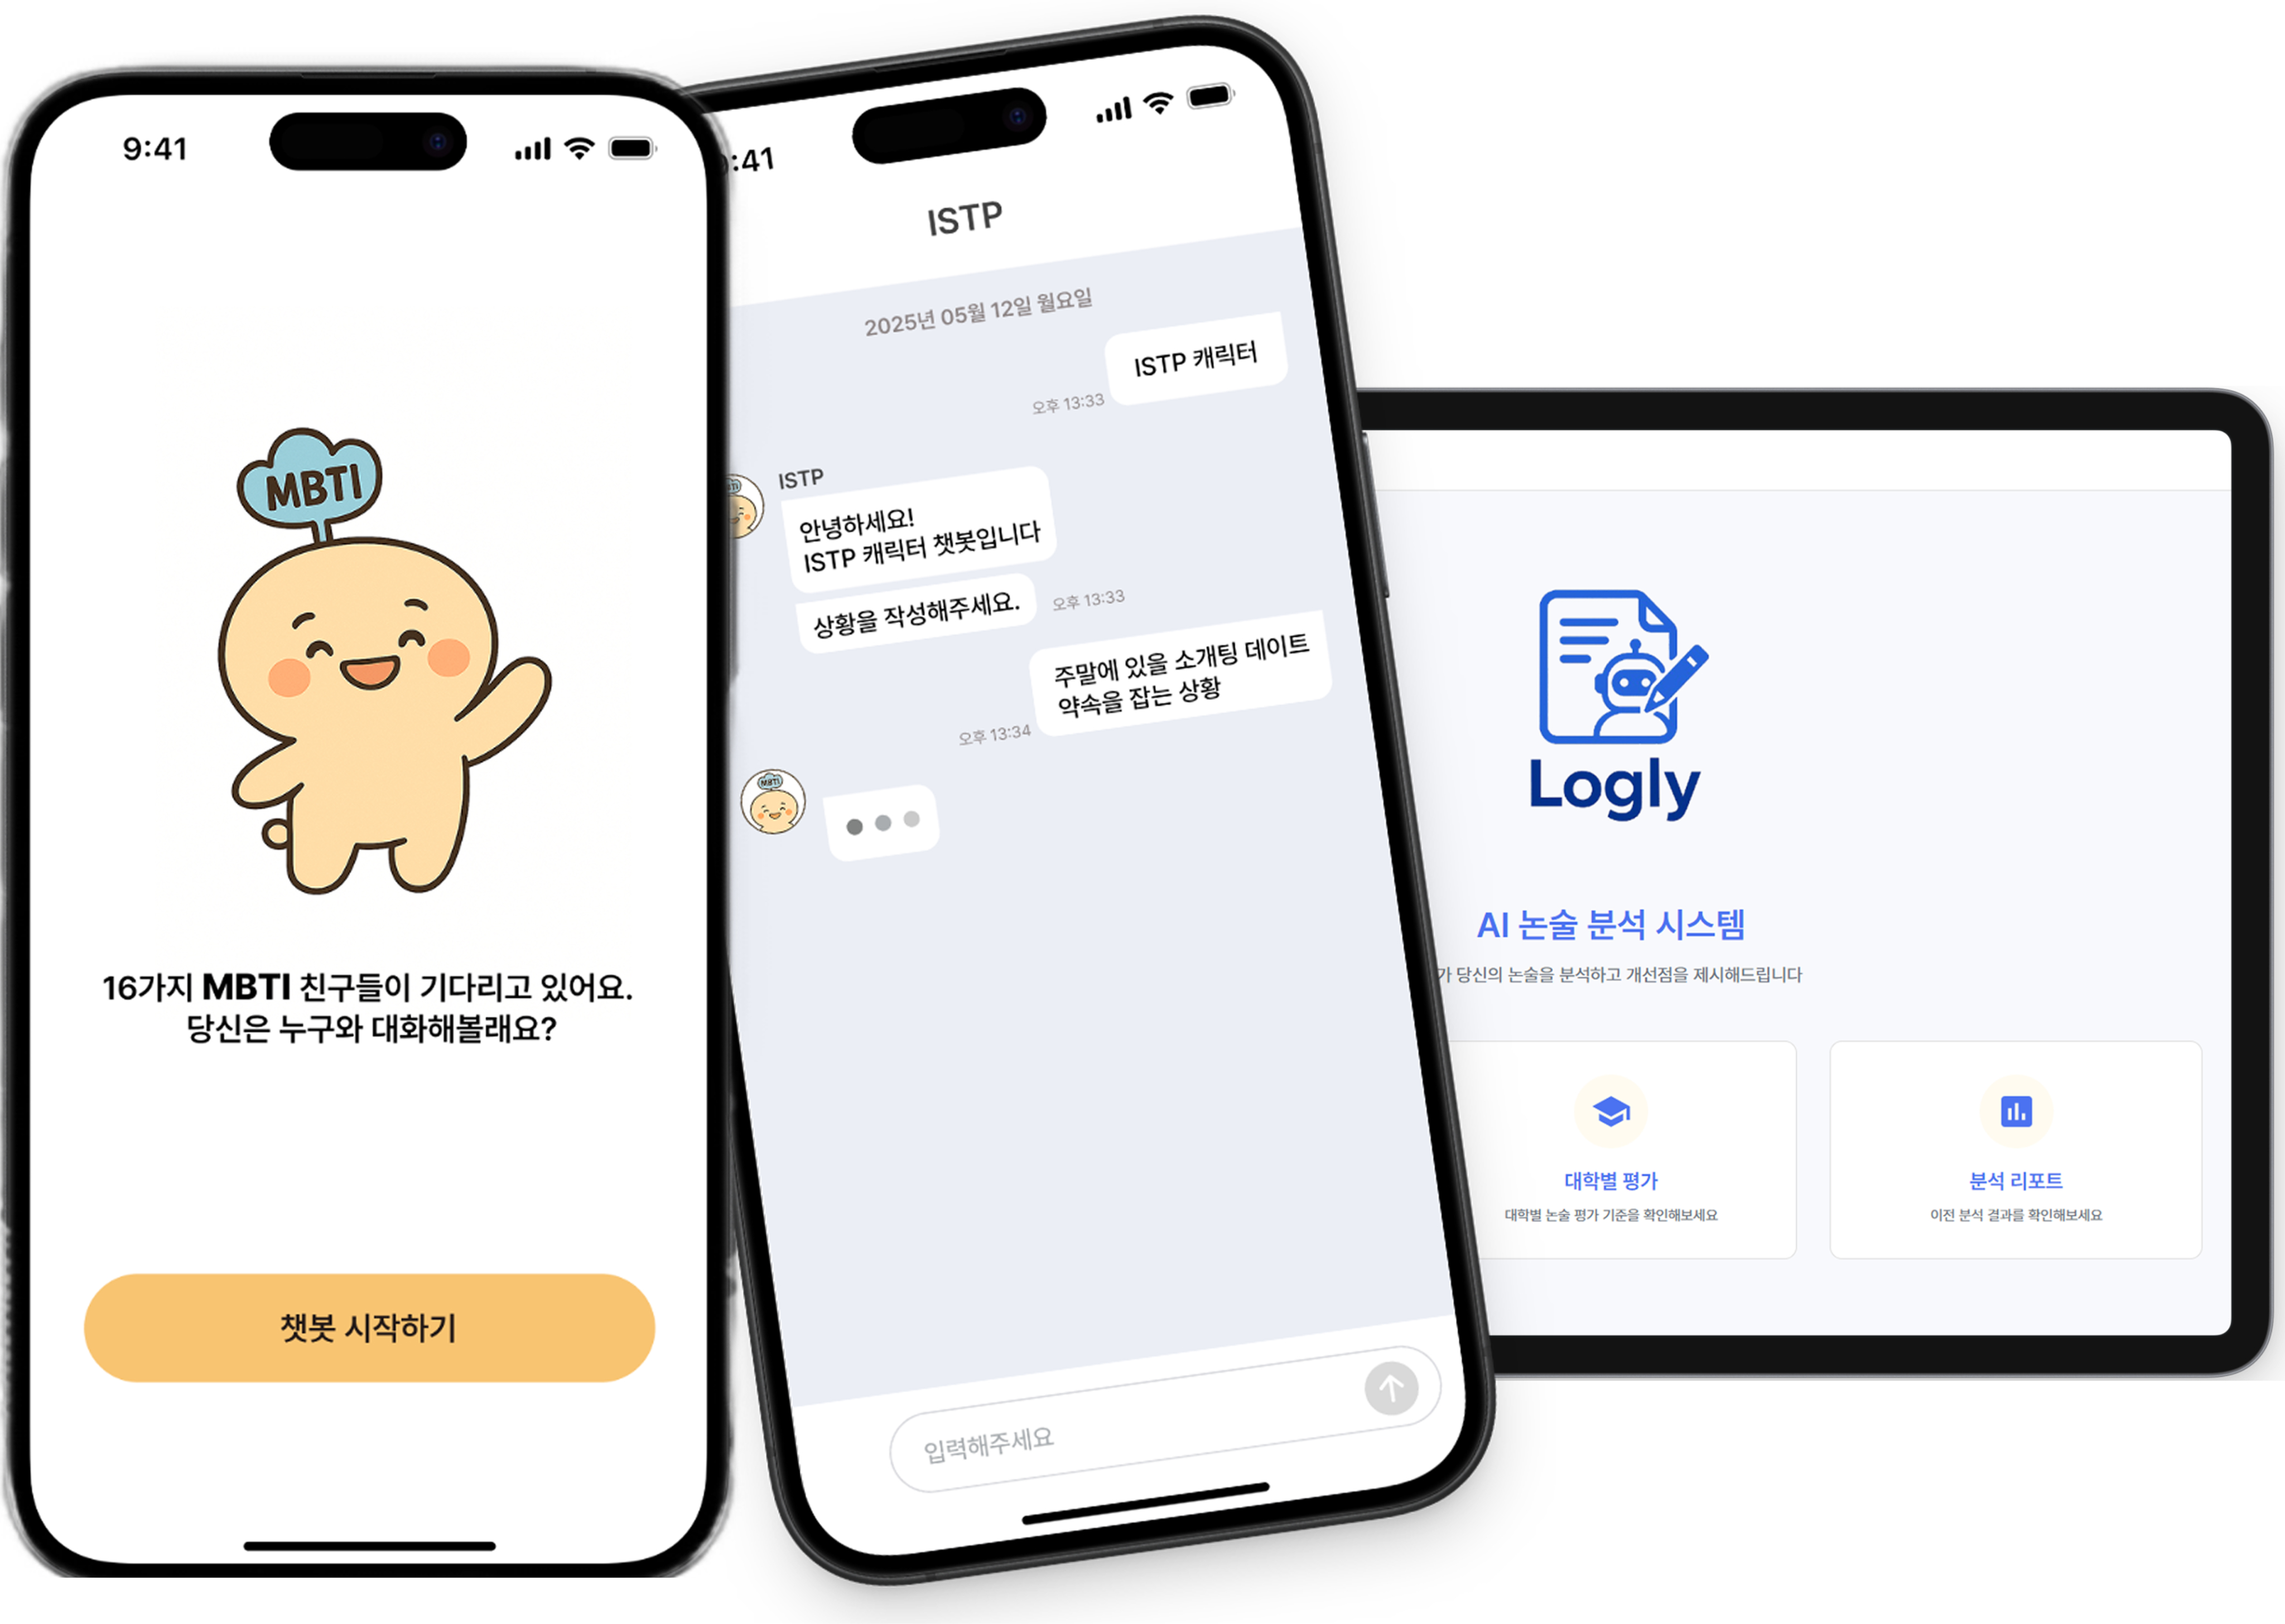 9:41
MBTI
16가지 MBTI 친구들이 기다리고 있어요.
당신은 누구와 대화해볼래요?
챗봇 시작하기
:41
ISTP
2025년 05월 12일 월요일
ISTP 캐릭터
오후 13:33
ISTP
안녕하세요!
ISTP 캐릭터 챗봇입니다
상황을 작성해주세요.
오후 13:33
주말에 있을 소개팅 데이트
약속을 잡는 상황
오후 13:34
MBTI
입력해주세요
Logly
AI 논술 분석 시스템
가 당신의 논술을 분석하고 개선점을 제시해드립니다
대학별 평가
대학별 논술 평가 기준을 확인해보세요
분석 리포트
이전 분석 결과를 확인해보세요